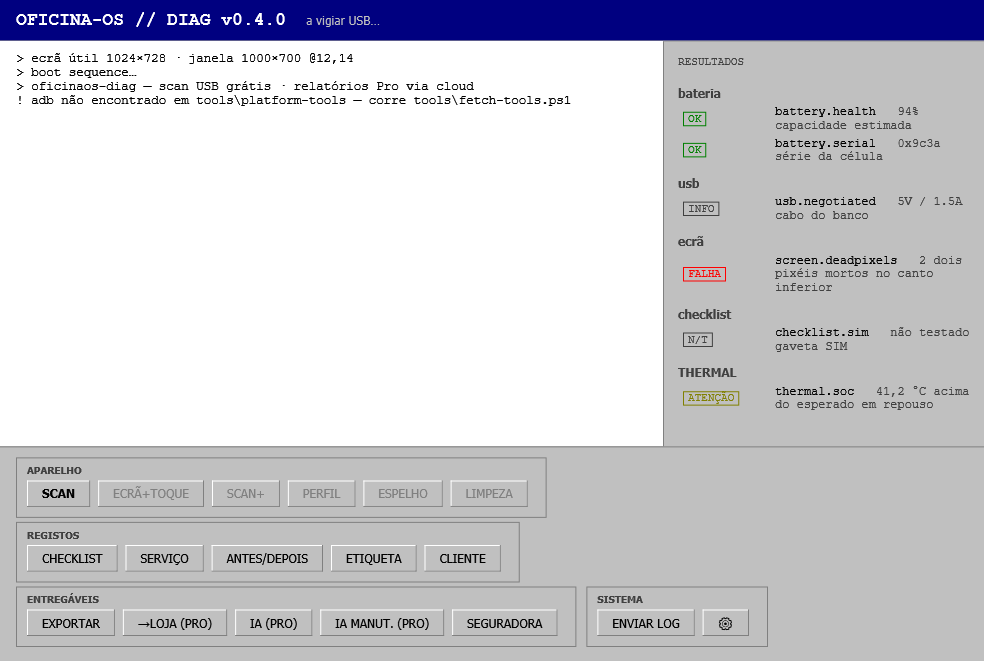 OFICINA-OS // DIAG v0.4.0 a vigiar USB…
> ecrã útil 1024×728 · janela 1000×700 @12,14
> boot sequence…
> oficinaos-diag — scan USB grátis · relatórios Pro via cloud
! adb não encontrado em tools\platform-tools — corre tools\fetch-tools.ps1
RESULTADOS
bateria
OK battery.health 94%
capacidade estimada
OK battery.serial 0x9c3a
série da célula
usb
INFO usb.negotiated 5V / 1.5A
cabo do banco
ecrã
FALHA screen.deadpixels 2 dois
pixéis mortos no canto
inferior
checklist
N/T checklist.sim não testado
gaveta SIM
THERMAL
ATENÇÃO thermal.soc 41,2 °C acima
do esperado em repouso
APARELHO
SCAN ECRÃ+TOQUE SCAN+ PERFIL ESPELHO LIMPEZA
REGISTOS
CHECKLIST SERVIÇO ANTES/DEPOIS ETIQUETA CLIENTE
ENTREGÁVEIS
EXPORTAR →LOJA (PRO) IA (PRO) IA MANUT. (PRO) SEGURADORA
SISTEMA
ENVIAR LOG